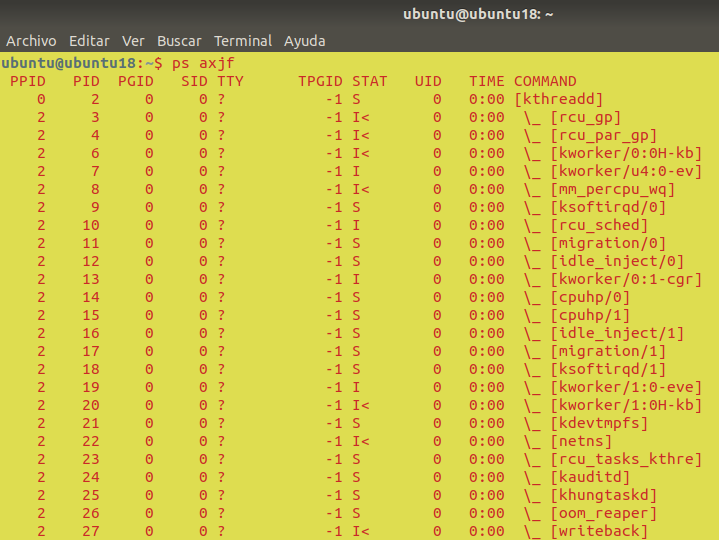 ubuntu@ubuntu18: ~
Archivo Editar Ver Buscar Terminal Ayuda
ubuntu@ubuntu18:~$ ps axjf
PPID PID PGID SID TTY TPGID STAT UID TIME COMMAND
0 2 0 0 ? -1 S 0 0:00 [kthreadd]
2 3 0 0 ? -1 I< 0 0:00 \_ [rcu_gp]
2 4 0 0 ? -1 I< 0 0:00 \_ [rcu_par_gp]
2 6 0 0 ? -1 I< 0 0:00 \_ [kworker/0:0H-kb]
2 7 0 0 ? -1 I 0 0:00 \_ [kworker/u4:0-ev]
2 8 0 0 ? -1 I< 0 0:00 \_ [mm_percpu_wq]
2 9 0 0 ? -1 S 0 0:00 \_ [ksoftirqd/0]
2 10 0 0 ? -1 I 0 0:00 \_ [rcu_sched]
2 11 0 0 ? -1 S 0 0:00 \_ [migration/0]
2 12 0 0 ? -1 S 0 0:00 \_ [idle_inject/0]
2 13 0 0 ? -1 I 0 0:00 \_ [kworker/0:1-cgr]
2 14 0 0 ? -1 S 0 0:00 \_ [cpuhp/0]
2 15 0 0 ? -1 S 0 0:00 \_ [cpuhp/1]
2 16 0 0 ? -1 S 0 0:00 \_ [idle_inject/1]
2 17 0 0 ? -1 S 0 0:00 \_ [migration/1]
2 18 0 0 ? -1 S 0 0:00 \_ [ksoftirqd/1]
2 19 0 0 ? -1 I 0 0:00 \_ [kworker/1:0-eve]
2 20 0 0 ? -1 I< 0 0:00 \_ [kworker/1:0H-kb]
2 21 0 0 ? -1 S 0 0:00 \_ [kdevtmpfs]
2 22 0 0 ? -1 I< 0 0:00 \_ [netns]
2 23 0 0 ? -1 S 0 0:00 \_ [rcu_tasks_kthre]
2 24 0 0 ? -1 S 0 0:00 \_ [kauditd]
2 25 0 0 ? -1 S 0 0:00 \_ [khungtaskd]
2 26 0 0 ? -1 S 0 0:00 \_ [oom_reaper]
2 27 0 0 ? -1 I< 0 0:00 \_ [writeback]